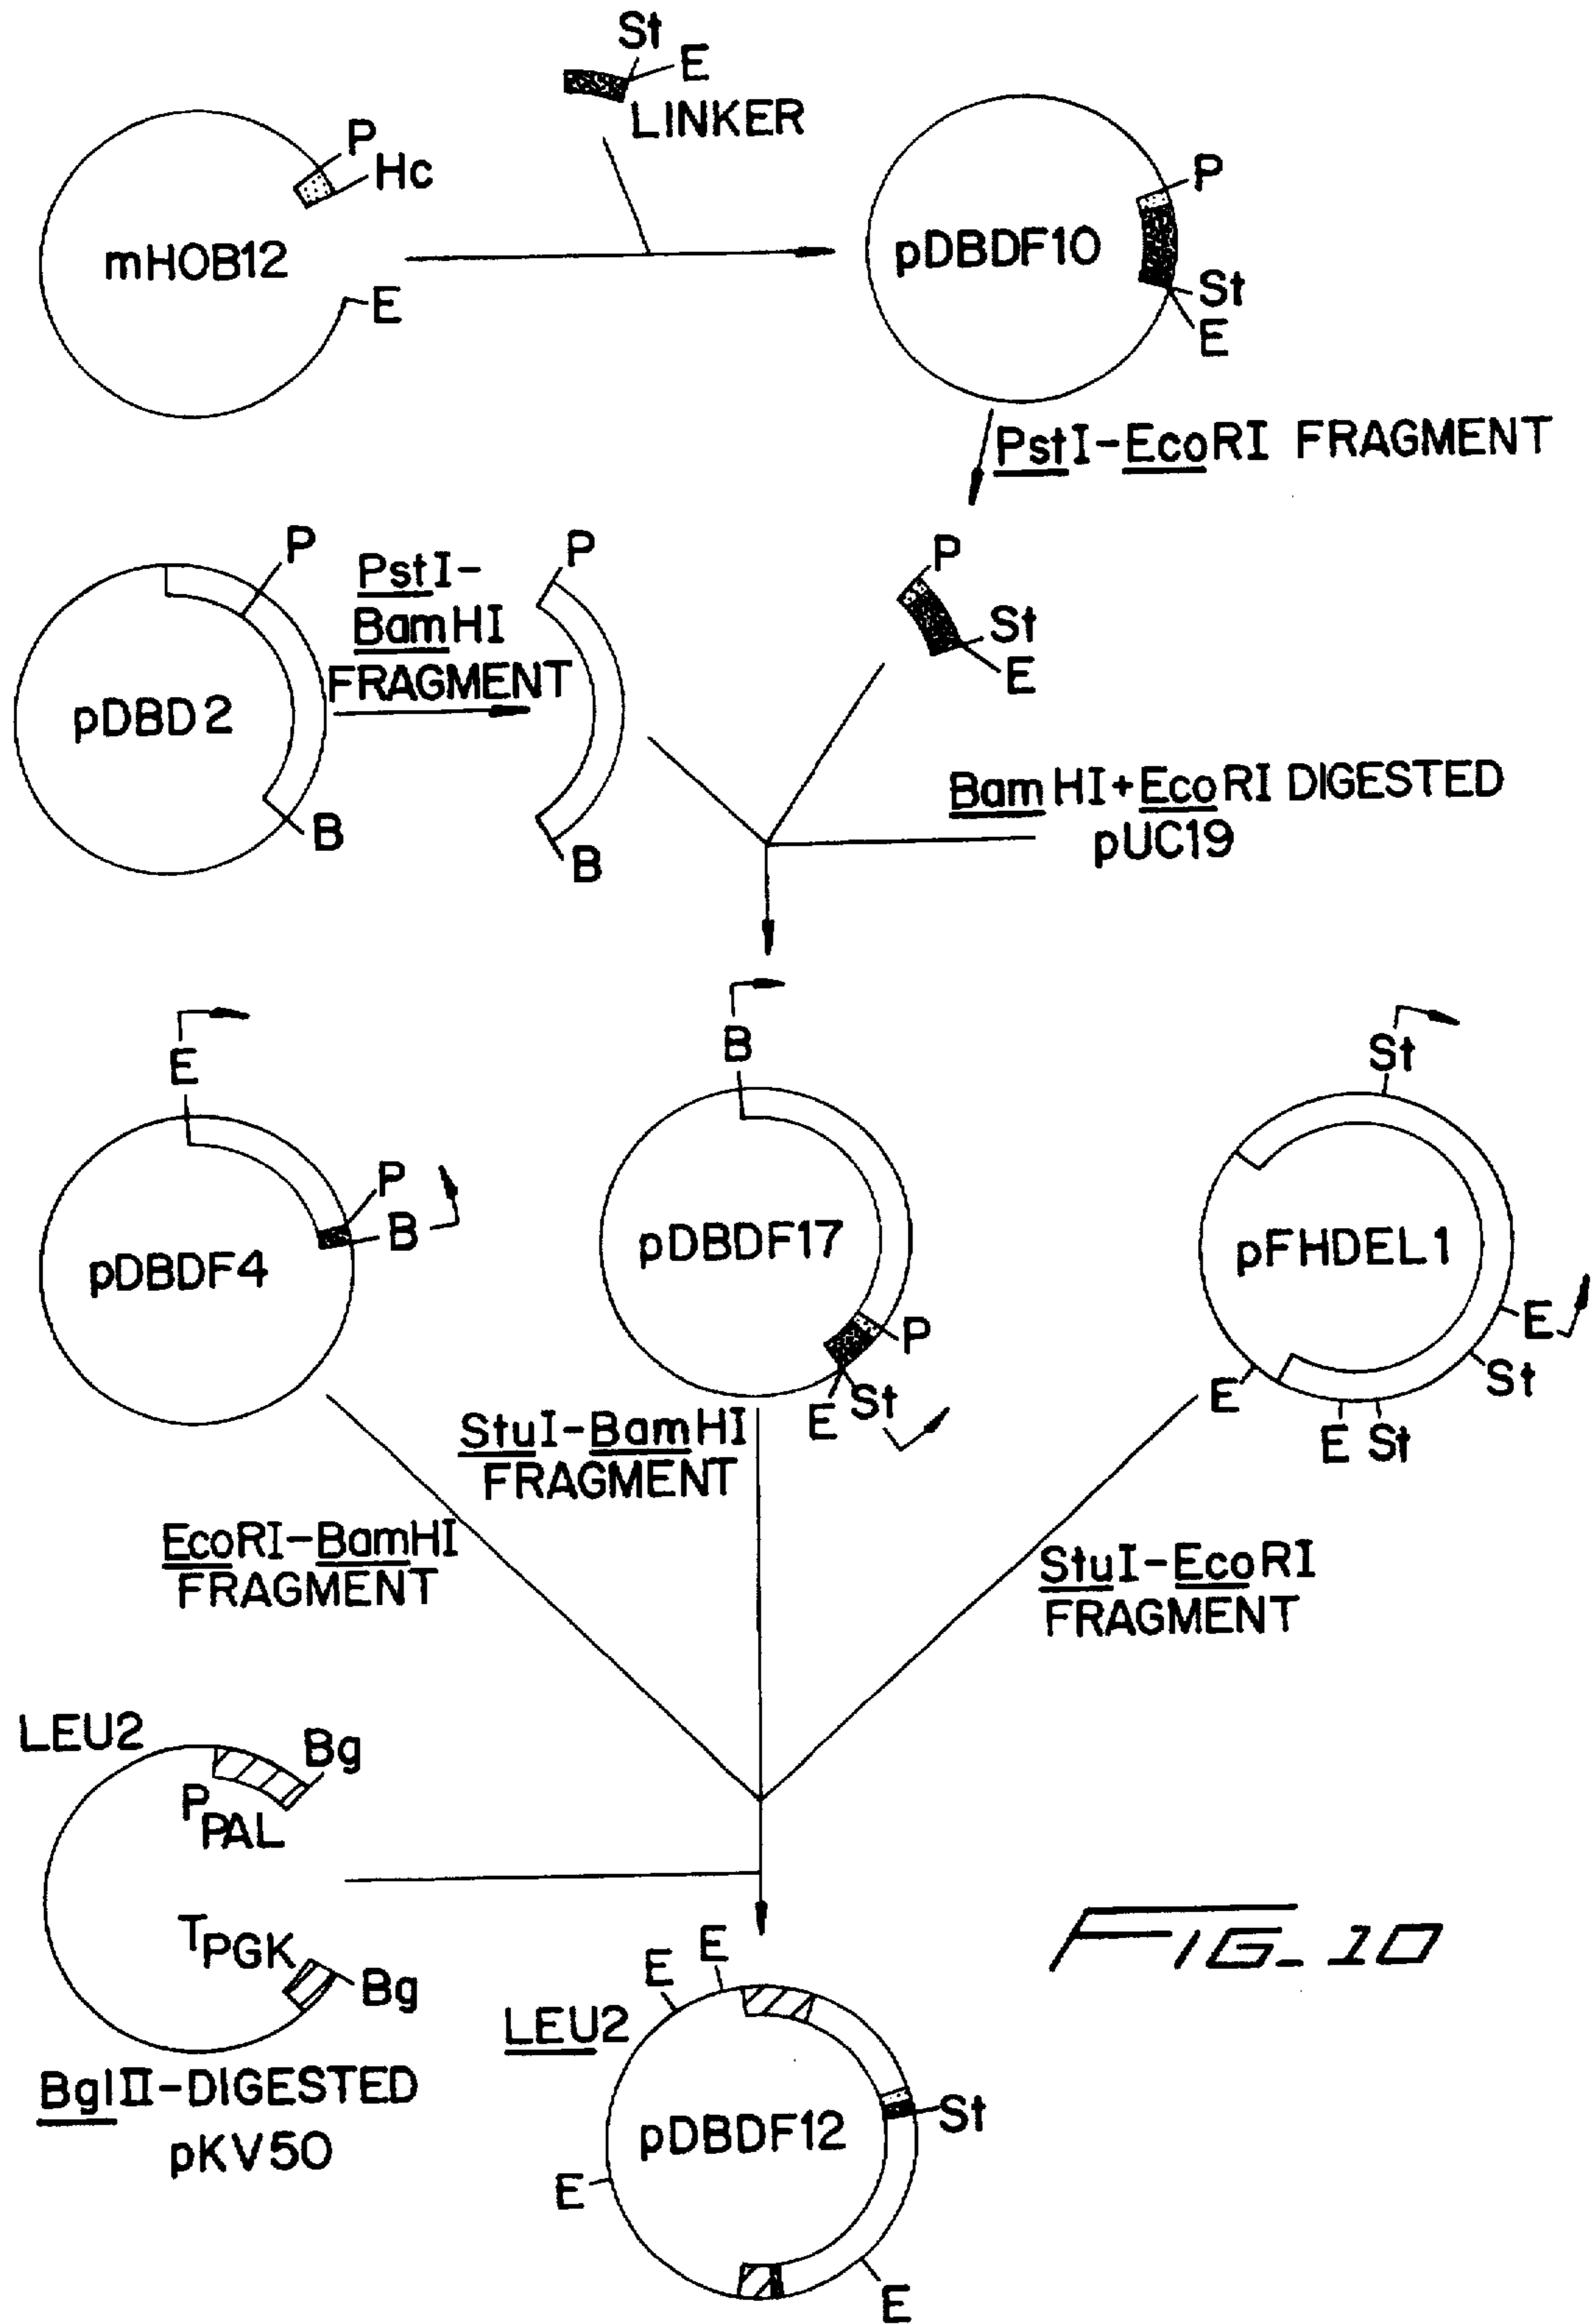 St
E
LINKER
P
Hc
mHOB12
E
pDBDF10
P
St
E
PstI-EcoRI FRAGMENT
P
pDBD2
B
PstI-
BamHI
FRAGMENT
P
B
P
St
E
BamHI+EcoRI DIGESTED
pUC19
E
P
B
pDBDF4
B
pDBDF17
P
St
E
St
pFHDEL1
E
St
E
E St
StuI-BamHI
FRAGMENT
EcoRI-BamHI
FRAGMENT
StuI-EcoRI
FRAGMENT
LEU2
Bg
PPAL
TPGK
Bg
BglII-DIGESTED
pKV50
E
E
LEU2
pDBDF12
St
E
E
FIG_10